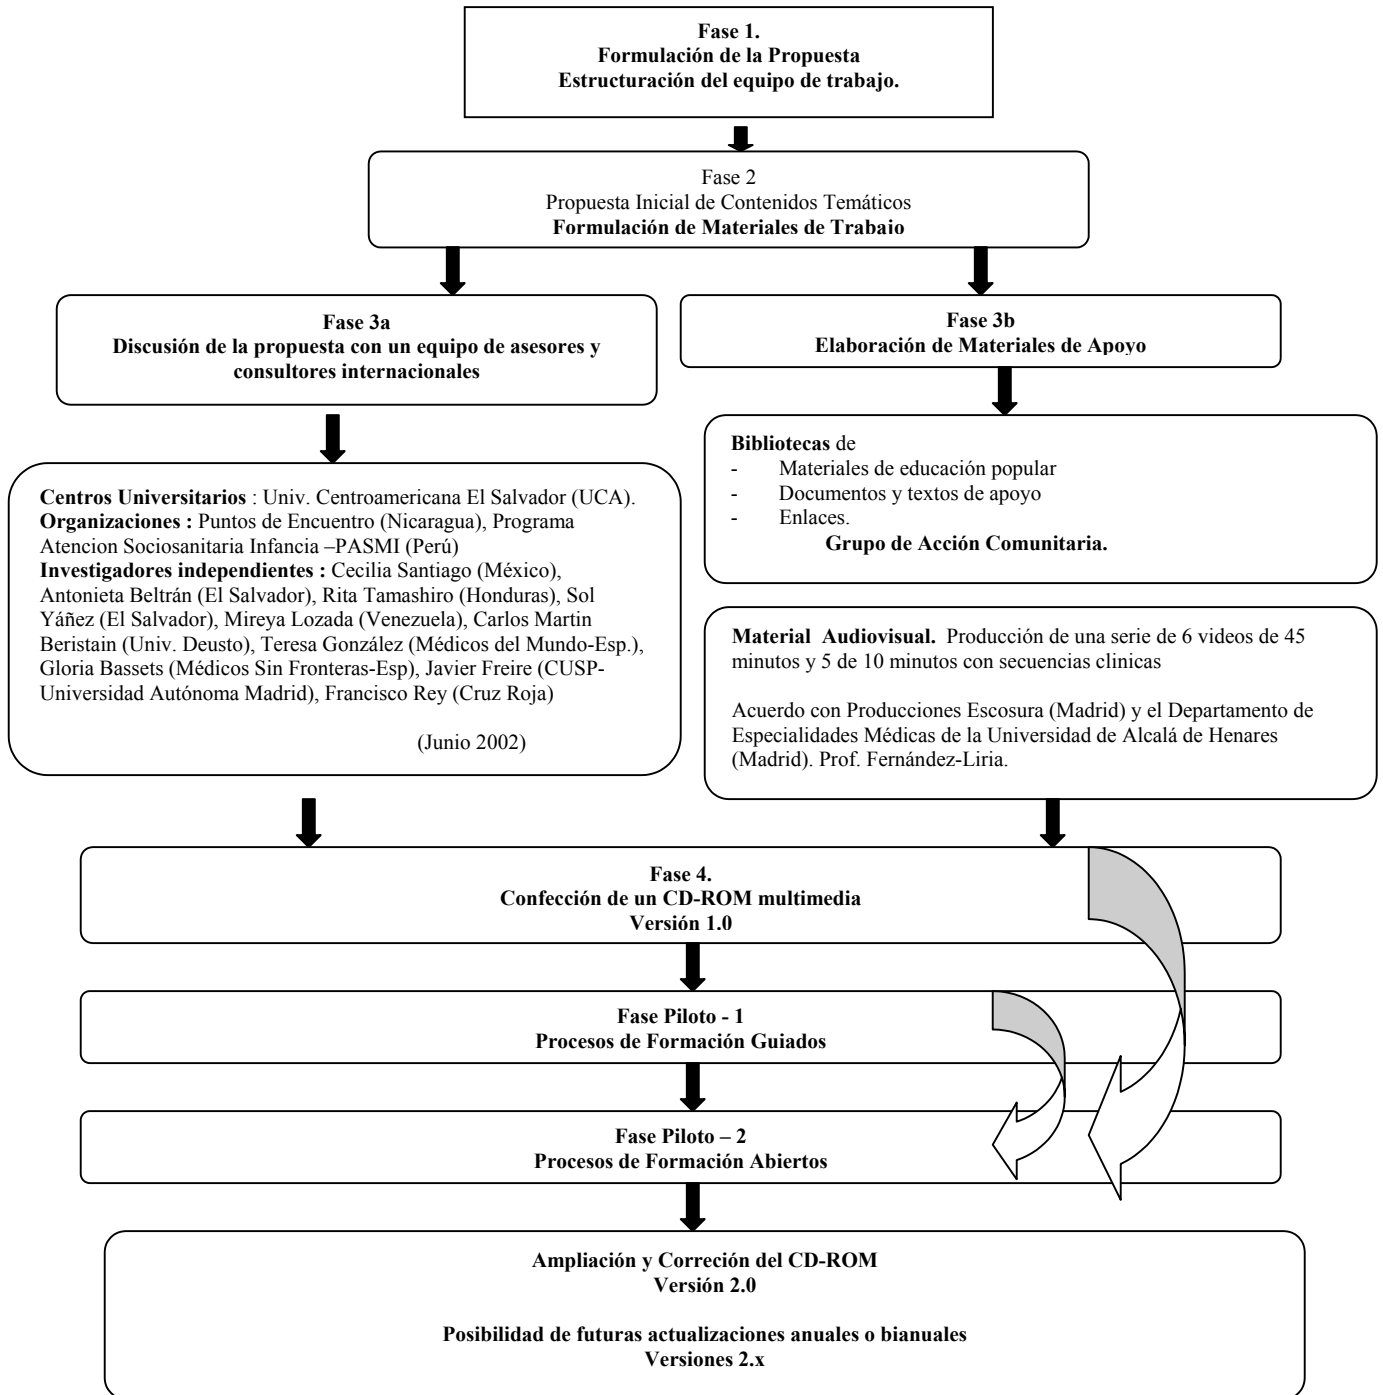 Fase 1.
Formulación de la Propuesta
Estructuración del equipo de trabajo.
Fase 2
Propuesta Inicial de Contenidos Temáticos
Formulación de Materiales de Trabajo
Fase 3a
Discusión de la propuesta con un equipo de asesores y
consultores internacionales
Fase 3b
Elaboración de Materiales de Apoyo
Centros Universitarios : Univ. Centroamericana El Salvador (UCA).
Organizaciones : Puntos de Encuentro (Nicaragua), Programa
Atencion Sociosanitaria Infancia –PASMI (Perú)
Investigadores independientes : Cecilia Santiago (México),
Antonieta Beltrán (El Salvador), Rita Tamashiro (Honduras), Sol
Yáñez (El Salvador), Mireya Lozada (Venezuela), Carlos Martin
Beristain (Univ. Deusto), Teresa González (Médicos del Mundo-Esp.),
Gloria Bassets (Médicos Sin Fronteras-Esp), Javier Freire (CUSP-
Universidad Autónoma Madrid), Francisco Rey (Cruz Roja)
(Junio 2002)
Bibliotecas de
- Materiales de educación popular
- Documentos y textos de apoyo
- Enlaces.
Grupo de Acción Comunitaria.
Material Audiovisual. Producción de una serie de 6 videos de 45
minutos y 5 de 10 minutos con secuencias clinicas
Acuerdo con Producciones Escosura (Madrid) y el Departamento de
Especialidades Médicas de la Universidad de Alcalá de Henares
(Madrid). Prof. Fernández-Liria.
Fase 4.
Confección de un CD-ROM multimedia
Versión 1.0
Fase Piloto - 1
Procesos de Formación Guiados
Fase Piloto – 2
Procesos de Formación Abiertos
Ampliación y Correción del CD-ROM
Versión 2.0
Posibilidad de futuras actualizaciones anuales o bianuales
Versiones 2.x